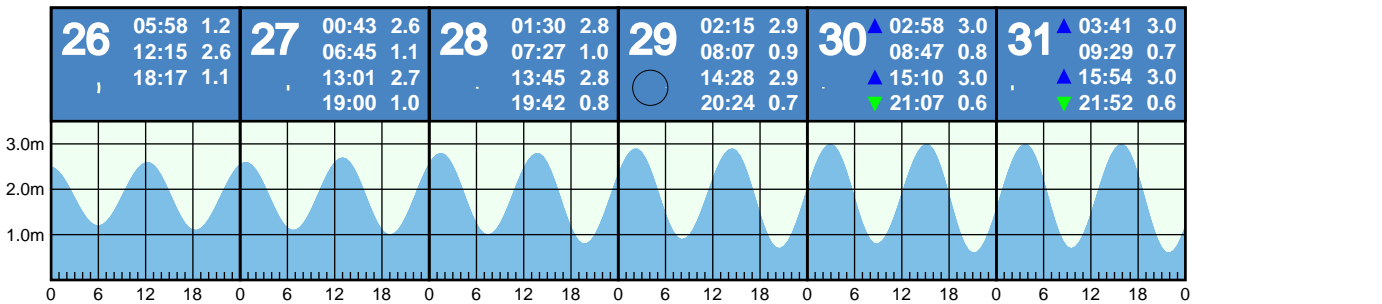 26 05:58 1.2
12:15 2.6
18:17 1.1
27 00:43 2.6
06:45 1.1
13:01 2.7
19:00 1.0
28 01:30 2.8
07:27 1.0
13:45 2.8
19:42 0.8
29 02:15 2.9
08:07 0.9
14:28 2.9
20:24 0.7
30 ▲ 02:58 3.0
08:47 0.8
▲ 15:10 3.0
▼ 21:07 0.6
31 ▲ 03:41 3.0
09:29 0.7
▲ 15:54 3.0
▼ 21:52 0.6
3.0m
2.0m
1.0m
0 6 12 18 0 6 12 18 0 6 12 18 0 6 12 18 0 6 12 18 0 6 12 18 0